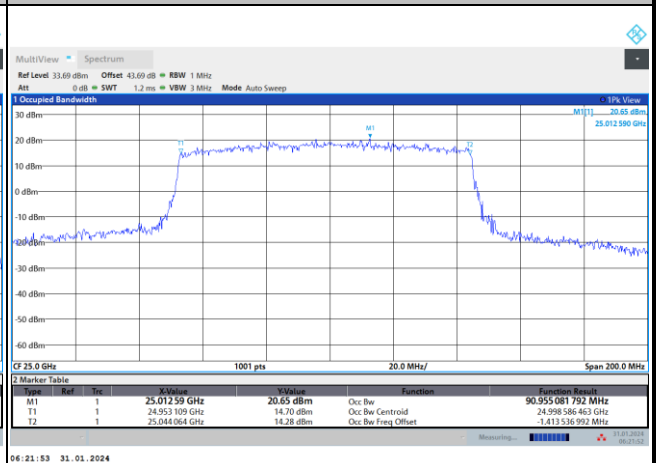 MultiView Spectrum
Ref Level 33.69 dBm Offset 43.69 dB RBW 1 MHz
Att 0 dB SWT 1.2 ms VBW 3 MHz Mode Auto Sweep
1 Occupied Bandwidth 1Pk View
M1[1] 20.65 dBm
25.012 590 GHz
30 dBm
M1
20 dBm
T1 T2
10 dBm
0 dBm
-10 dBm
-20 dBm
-30 dBm
-40 dBm
-50 dBm
-60 dBm
CF 25.0 GHz 1001 pts 20.0 MHz/ Span 200.0 MHz
2 Marker Table
Type Ref Trc X-Value Y-Value Function Function Result
M1 1 25.012 59 GHz 20.65 dBm Occ Bw 90.955 081 792 MHz
T1 1 24.953 109 GHz 14.70 dBm Occ Bw Centroid 24.998 586 463 GHz
T2 1 25.044 064 GHz 14.28 dBm Occ Bw Freq Offset -1.413 536 992 MHz
Measuring... 31.01.2024
06:21:52
06:21:53 31.01.2024